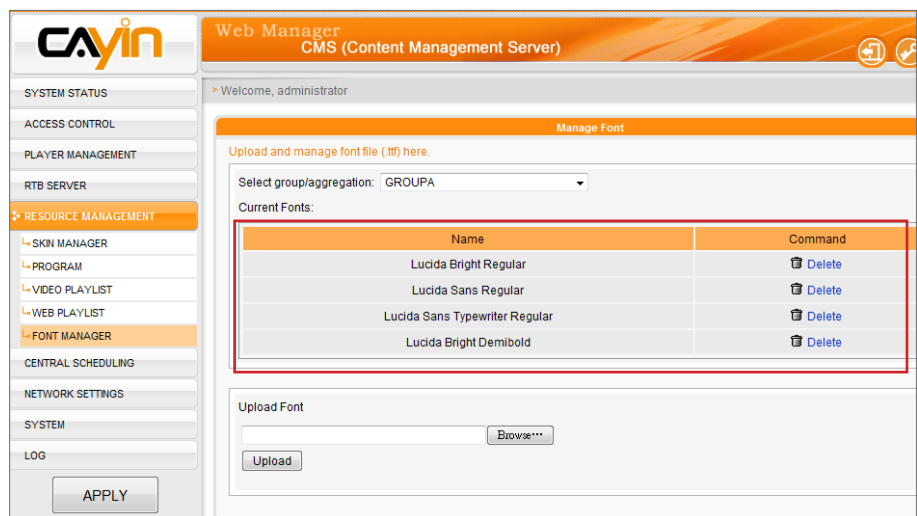 CAYIN
Web Manager
CMS (Content Management Server)
SYSTEM STATUS
ACCESS CONTROL
PLAYER MANAGEMENT
RTB SERVER
RESOURCE MANAGEMENT
SKIN MANAGER
PROGRAM
VIDEO PLAYLIST
WEB PLAYLIST
FONT MANAGER
CENTRAL SCHEDULING
NETWORK SETTINGS
SYSTEM
LOG
APPLY
> Welcome, administrator
Manage Font
Upload and manage font file (.ttf) here.
Select group/aggregation: GROUPA
Current Fonts:
Name Command
Lucida Bright Regular Delete
Lucida Sans Regular Delete
Lucida Sans Typewriter Regular Delete
Lucida Bright Demibold Delete
Upload Font
Browse...
Upload